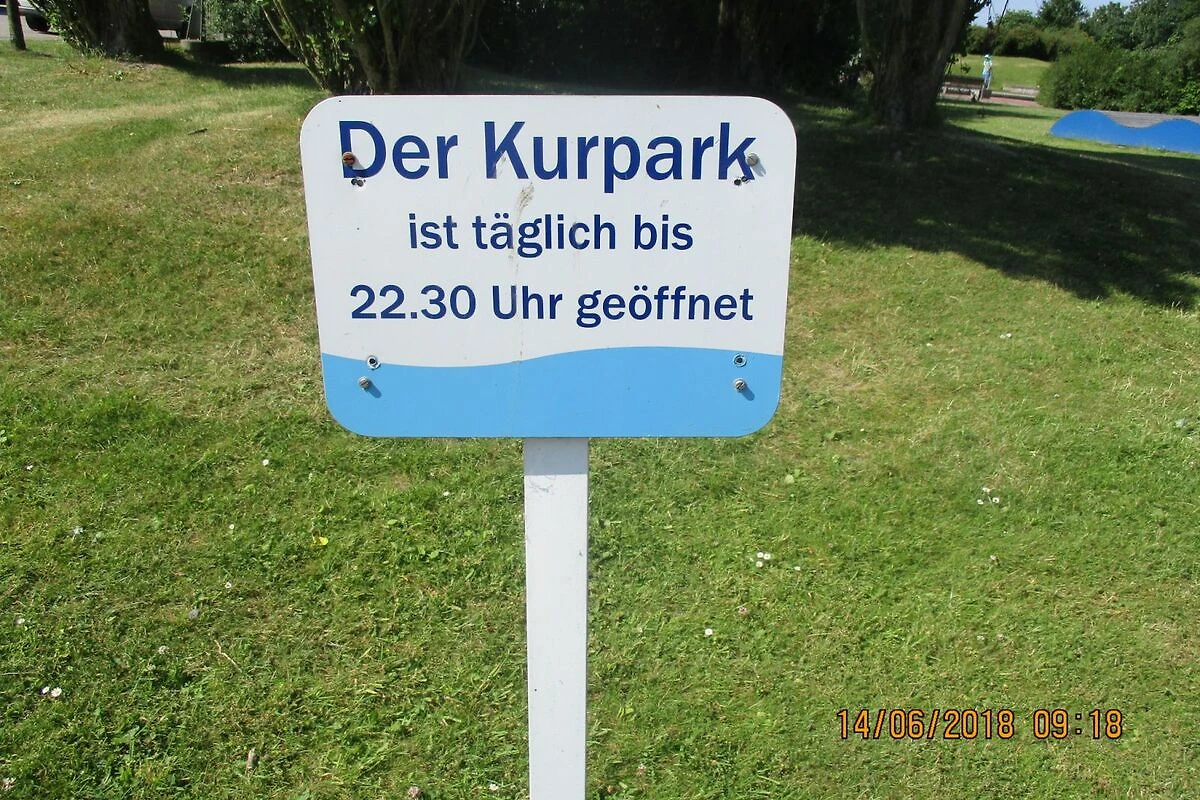 Der Kurpark
ist täglich bis
22.30 Uhr geöffnet
14/06/2018 09:18